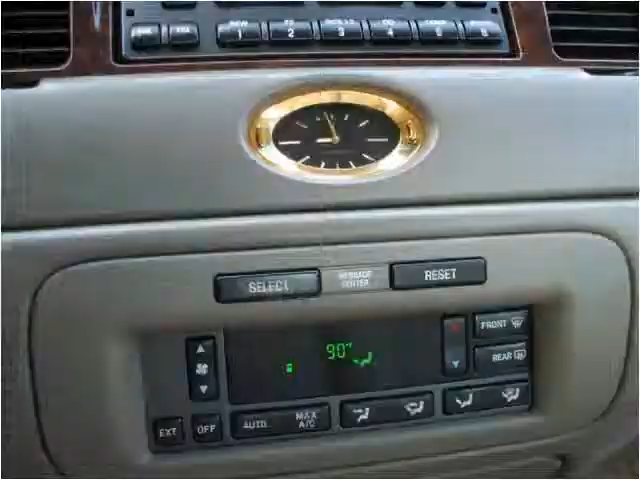 1 2 3 4 5 6
SELECT MESSAGE CENTER RESET
90°
FRONT
REAR
EXT OFF AUTO MAX A/C